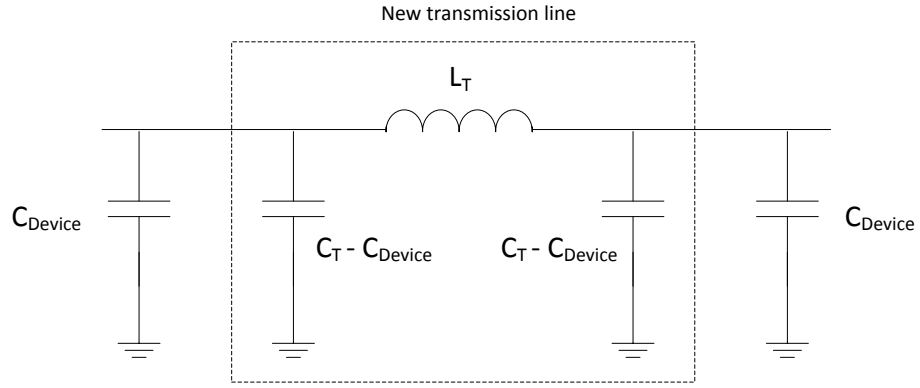 New transmission line
L_T
C_Device
C_T - C_Device
C_T - C_Device
C_Device